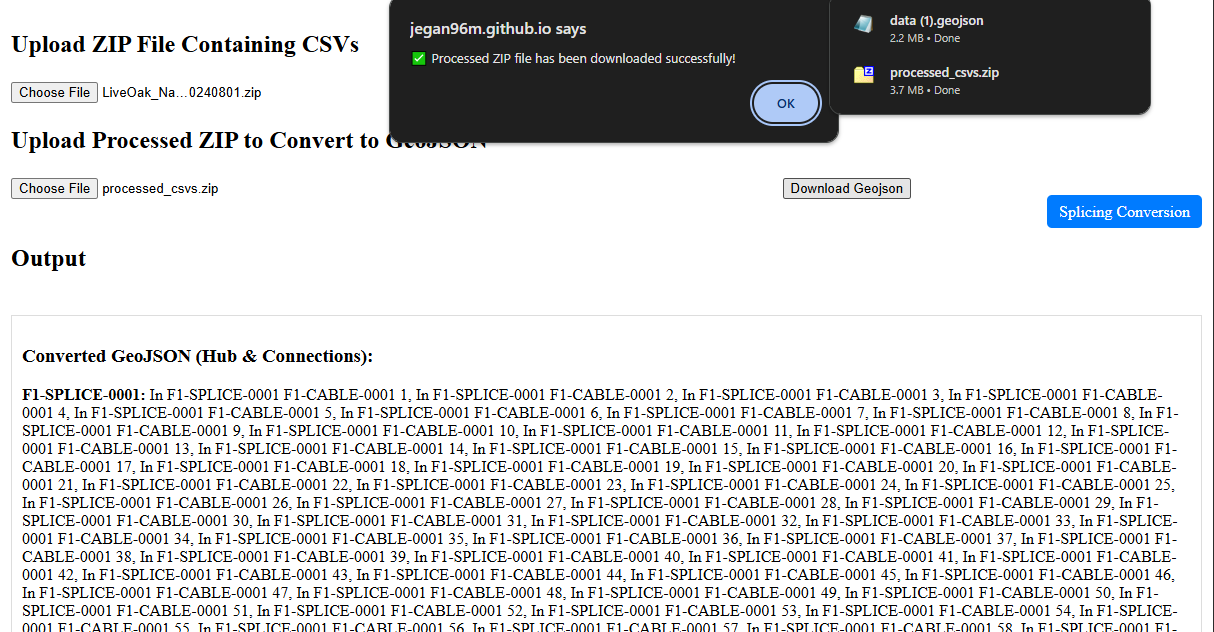 Upload ZIP File Containing CSVs
Choose File LiveOak_Na...0240801.zip
jegan96m.github.io says
✅ Processed ZIP file has been downloaded successfully!
OK
data (1).geojson
2.2 MB • Done
processed_csvs.zip
3.7 MB • Done
Upload Processed ZIP to Convert to GeoJSON
Choose File processed_csvs.zip
Download Geojson
Splicing Conversion
Output
Converted GeoJSON (Hub & Connections):
F1-SPLICE-0001: In F1-SPLICE-0001 F1-CABLE-0001 1, In F1-SPLICE-0001 F1-CABLE-0001 2, In F1-SPLICE-0001 F1-CABLE-0001 3, In F1-SPLICE-0001 F1-CABLE-
0001 4, In F1-SPLICE-0001 F1-CABLE-0001 5, In F1-SPLICE-0001 F1-CABLE-0001 6, In F1-SPLICE-0001 F1-CABLE-0001 7, In F1-SPLICE-0001 F1-CABLE-0001 8, In F1-
SPLICE-0001 F1-CABLE-0001 9, In F1-SPLICE-0001 F1-CABLE-0001 10, In F1-SPLICE-0001 F1-CABLE-0001 11, In F1-SPLICE-0001 F1-CABLE-0001 12, In F1-SPLICE-
0001 F1-CABLE-0001 13, In F1-SPLICE-0001 F1-CABLE-0001 14, In F1-SPLICE-0001 F1-CABLE-0001 15, In F1-SPLICE-0001 F1-CABLE-0001 16, In F1-SPLICE-0001 F1-
CABLE-0001 17, In F1-SPLICE-0001 F1-CABLE-0001 18, In F1-SPLICE-0001 F1-CABLE-0001 19, In F1-SPLICE-0001 F1-CABLE-0001 20, In F1-SPLICE-0001 F1-CABLE-
0001 21, In F1-SPLICE-0001 F1-CABLE-0001 22, In F1-SPLICE-0001 F1-CABLE-0001 23, In F1-SPLICE-0001 F1-CABLE-0001 24, In F1-SPLICE-0001 F1-CABLE-0001 25,
In F1-SPLICE-0001 F1-CABLE-0001 26, In F1-SPLICE-0001 F1-CABLE-0001 27, In F1-SPLICE-0001 F1-CABLE-0001 28, In F1-SPLICE-0001 F1-CABLE-0001 29, In F1-
SPLICE-0001 F1-CABLE-0001 30, In F1-SPLICE-0001 F1-CABLE-0001 31, In F1-SPLICE-0001 F1-CABLE-0001 32, In F1-SPLICE-0001 F1-CABLE-0001 33, In F1-SPLICE-
0001 F1-CABLE-0001 34, In F1-SPLICE-0001 F1-CABLE-0001 35, In F1-SPLICE-0001 F1-CABLE-0001 36, In F1-SPLICE-0001 F1-CABLE-0001 37, In F1-SPLICE-0001 F1-
CABLE-0001 38, In F1-SPLICE-0001 F1-CABLE-0001 39, In F1-SPLICE-0001 F1-CABLE-0001 40, In F1-SPLICE-0001 F1-CABLE-0001 41, In F1-SPLICE-0001 F1-CABLE-
0001 42, In F1-SPLICE-0001 F1-CABLE-0001 43, In F1-SPLICE-0001 F1-CABLE-0001 44, In F1-SPLICE-0001 F1-CABLE-0001 45, In F1-SPLICE-0001 F1-CABLE-0001 46,
In F1-SPLICE-0001 F1-CABLE-0001 47, In F1-SPLICE-0001 F1-CABLE-0001 48, In F1-SPLICE-0001 F1-CABLE-0001 49, In F1-SPLICE-0001 F1-CABLE-0001 50, In F1-
SPLICE-0001 F1-CABLE-0001 51, In F1-SPLICE-0001 F1-CABLE-0001 52, In F1-SPLICE-0001 F1-CABLE-0001 53, In F1-SPLICE-0001 F1-CABLE-0001 54, In F1-SPLICE-
0001 F1-CABLE-0001 55, In F1-SPLICE-0001 F1-CABLE-0001 56, In F1-SPLICE-0001 F1-CABLE-0001 57, In F1-SPLICE-0001 F1-CABLE-0001 58, In F1-SPLICE-0001 F1-